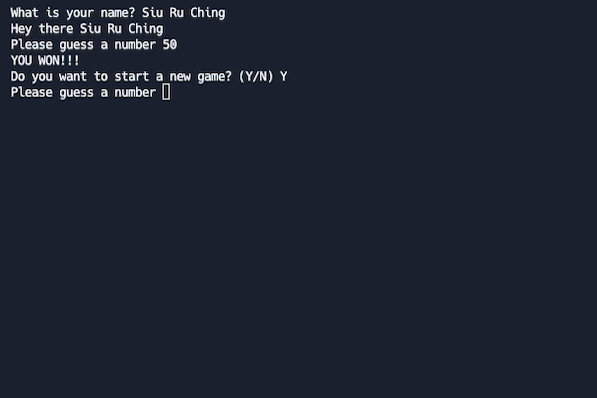 What is your name? Siu Ru Ching
Hey there Siu Ru Ching
Please guess a number 50
YOU WON!!!
Do you want to start a new game? (Y/N) Y
Please guess a number